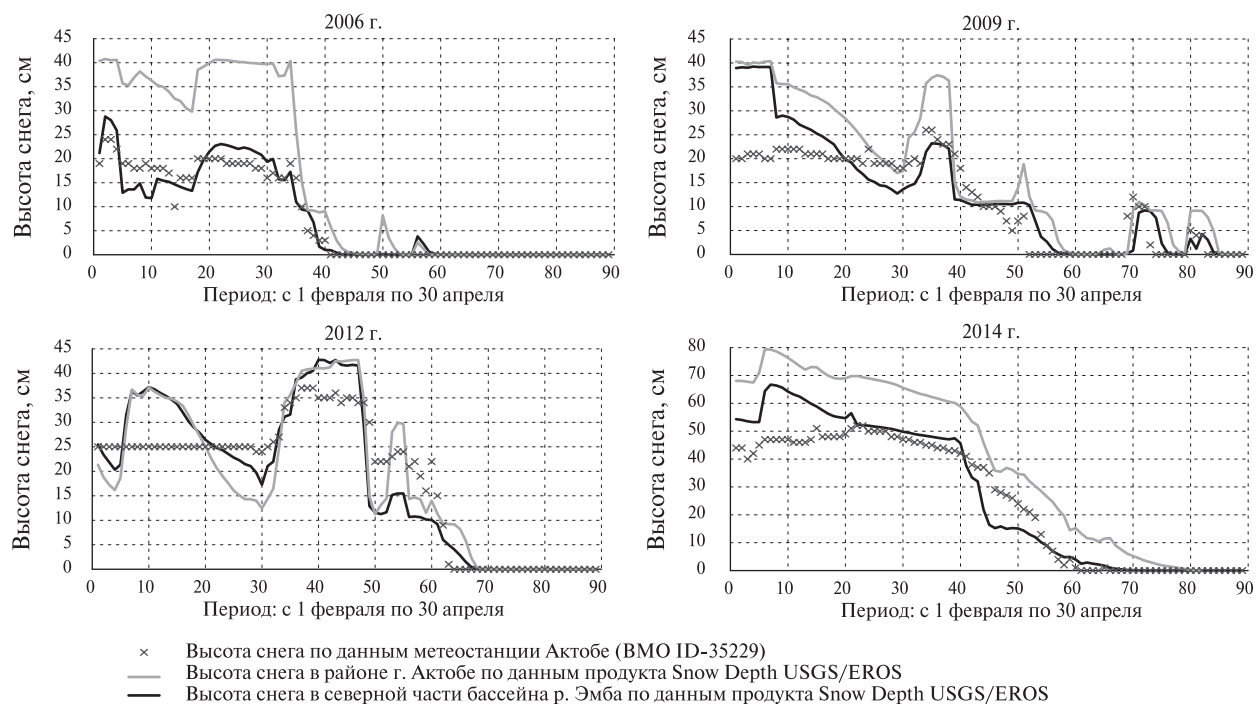 2006 г.
Высота снега, см
45
40
35
30
25
20
15
10
5
0
0 10 20 30 40 50 60 70 80 90
Период: с 1 февраля по 30 апреля
2009 г.
Высота снега, см
45
40
35
30
25
20
15
10
5
0
0 10 20 30 40 50 60 70 80 90
Период: с 1 февраля по 30 апреля
2012 г.
Высота снега, см
45
40
35
30
25
20
15
10
5
0
0 10 20 30 40 50 60 70 80 90
Период: с 1 февраля по 30 апреля
2014 г.
Высота снега, см
80
70
60
50
40
30
20
10
0
0 10 20 30 40 50 60 70 80 90
Период: с 1 февраля по 30 апреля
Высота снега по данным метеостанции Актобе (ВМО ID-35229)
Высота снега в районе г. Актобе по данным продукта Snow Depth USGS/EROS
Высота снега в северной части бассейна р. Эмба по данным продукта Snow Depth USGS/EROS